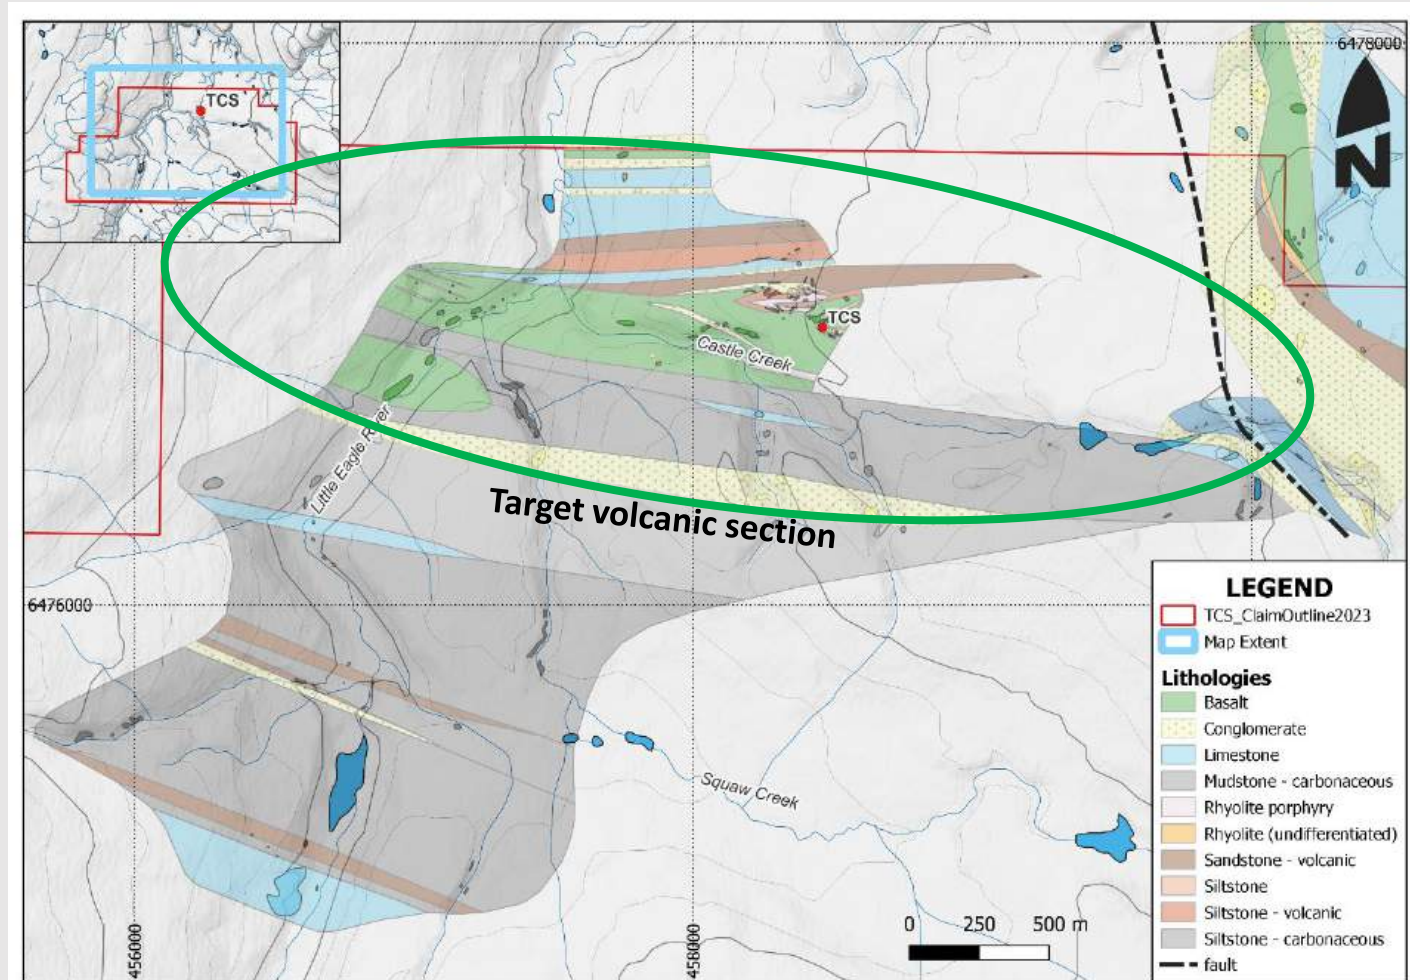 TCS
6478000
N
TCS
Castle Creek
Little Eagle River
Target volcanic section
6476000
Squaw Creek
0 250 500 m
456000
458000
LEGEND
TCS_ClaimOutline2023
Map Extent
Lithologies
Basalt
Conglomerate
Limestone
Mudstone - carbonaceous
Rhyolite porphyry
Rhyolite (undifferentiated)
Sandstone - volcanic
Siltstone
Siltstone - volcanic
Siltstone - carbonaceous
fault